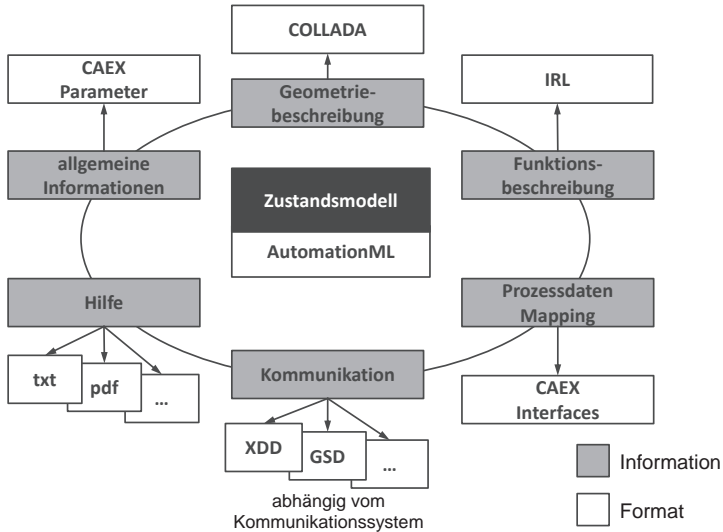 COLLADA
CAEX
Parameter
IRL
Geometrie-
beschreibung
allgemeine
Informationen
Funktions-
beschreibung
Zustandsmodell
AutomationML
Hilfe
Prozessdaten
Mapping
txt
pdf
...
Kommunikation
CAEX
Interfaces
XDD
GSD
...
abhängig vom
Kommunikationssystem
Information
Format